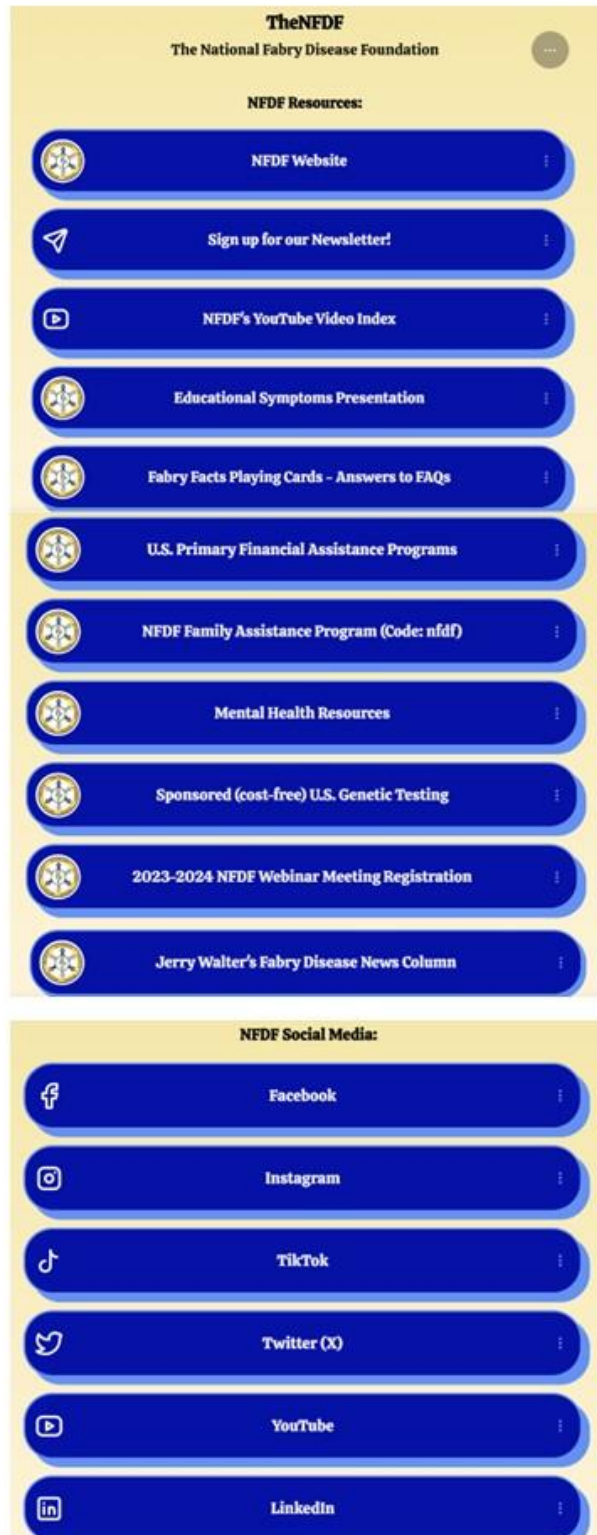 TheNFDF
The National Fabry Disease Foundation
NFDF Resources:
NFDF Website
Sign up for our Newsletter!
NFDF's YouTube Video Index
Educational Symptoms Presentation
Fabry Facts Playing Cards - Answers to FAQs
U.S. Primary Financial Assistance Programs
NFDF Family Assistance Program (Code: nfdf)
Mental Health Resources
Sponsored (cost-free) U.S. Genetic Testing
2023-2024 NFDF Webinar Meeting Registration
Jerry Walter's Fabry Disease News Column
NFDF Social Media:
Facebook
Instagram
TikTok
Twitter (X)
YouTube
LinkedIn